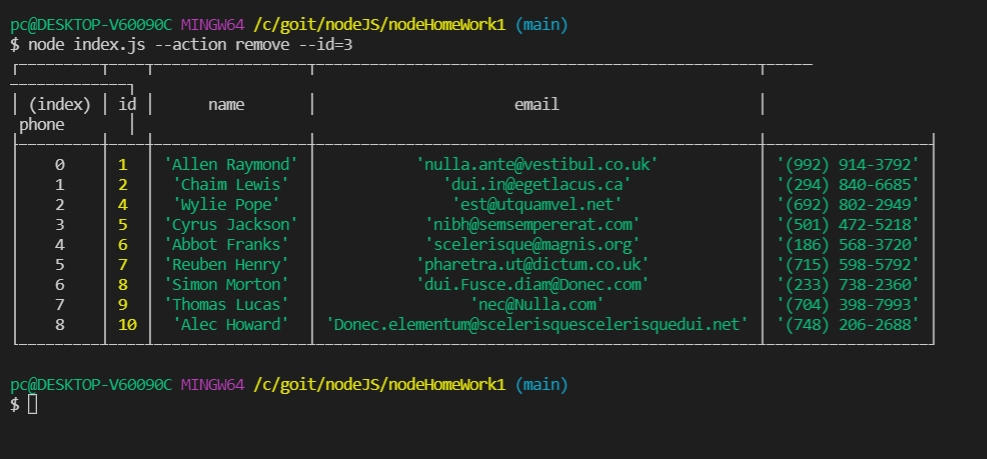 pc@DESKTOP-V60090C MINGW64 /c/goit/nodeJS/nodeHomeWork1 (main)
$ node index.js --action remove --id=3
(index) id name email
phone
0 1 'Allen Raymond' 'nulla.ante@vestibul.co.uk' '(992) 914-3792'
1 2 'Chaim Lewis' 'dui.in@egetlacus.ca' '(294) 840-6685'
2 4 'Wylie Pope' 'est@utquamvel.net' '(692) 802-2949'
3 5 'Cyrus Jackson' 'nibh@semsempererat.com' '(501) 472-5218'
4 6 'Abbot Franks' 'scelerisque@magnis.org' '(186) 568-3720'
5 7 'Reuben Henry' 'pharetra.ut@dictum.co.uk' '(715) 598-5792'
6 8 'Simon Morton' 'dui.Fusce.diam@Donec.com' '(233) 738-2360'
7 9 'Thomas Lucas' 'nec@Nulla.com' '(704) 398-7993'
8 10 'Alec Howard' 'Donec.elementum@scelerisquescelerisquedui.net' '(748) 206-2688'
pc@DESKTOP-V60090C MINGW64 /c/goit/nodeJS/nodeHomeWork1 (main)
$